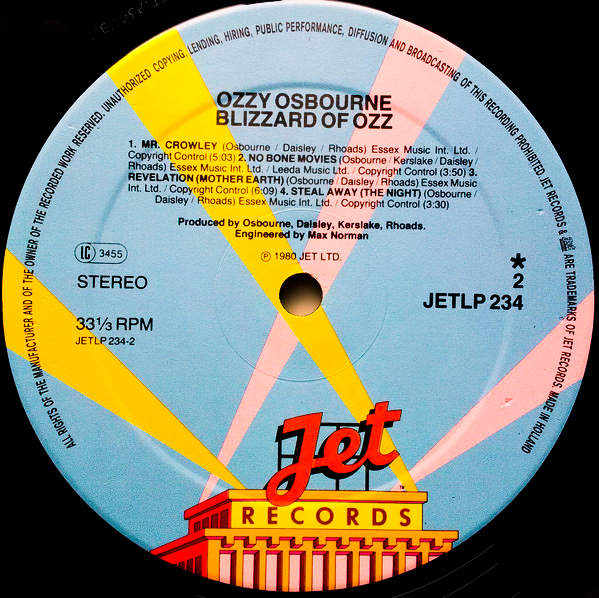 ALL RIGHTS OF THE MANUFACTURER AND OF THE OWNER OF THE RECORDED WORK RESERVED. UNAUTHORIZED COPYING, LENDING, HIRING, PUBLIC PERFORMANCE, DIFFUSION AND BROADCASTING OF THIS RECORDING PROHIBITED. JET RECORDS & ARE TRADEMARKS OF JET RECORDS. MADE IN HOLLAND
OZZY OSBOURNE
BLIZZARD OF OZZ
1. MR. CROWLEY (Osbourne / Daisley / Rhoads) Essex Music Int. Ltd. /
Copyright Control (5:03) 2. NO BONE MOVIES (Osbourne / Kerslake / Daisley /
Rhoads) Essex Music Int. Ltd. / Leeda Music Ltd. / Copyright Control (3:50) 3.
REVELATION (MOTHER EARTH) (Osbourne / Daisley / Rhoads) Essex Music
Int. Ltd. / Copyright Control (6:09) 4. STEAL AWAY (THE NIGHT) (Osbourne /
Daisley / Rhoads) Essex Music Int. Ltd. / Copyright Control (3:30)
Produced by Osbourne, Daisley, Kerslake, Rhoads.
Engineered by Max Norman
℗ 1980 JET LTD.
LC 3455
STEREO
*
2
JETLP 234
33⅓ RPM
JETLP 234-2
Jet
TM
RECORDS